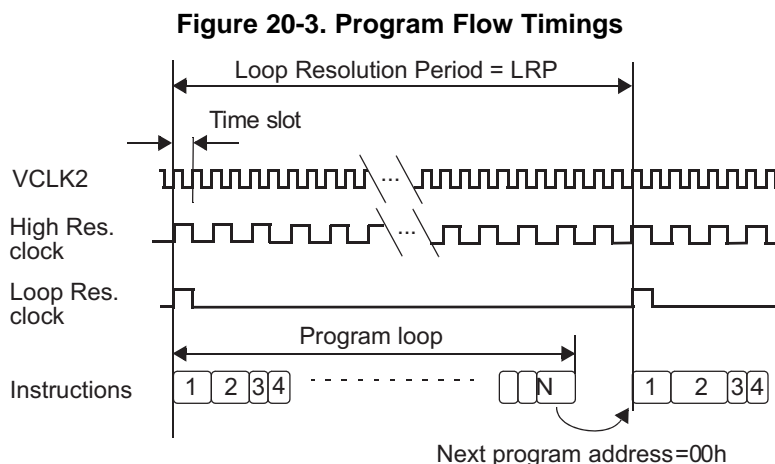 Figure 20-3. Program Flow Timings
Loop Resolution Period = LRP
Time slot
VCLK2
...
High Res.
clock
...
Loop Res.
clock
Program loop
Instructions
1 2 3 4
N
1 2 3 4
Next program address=00h